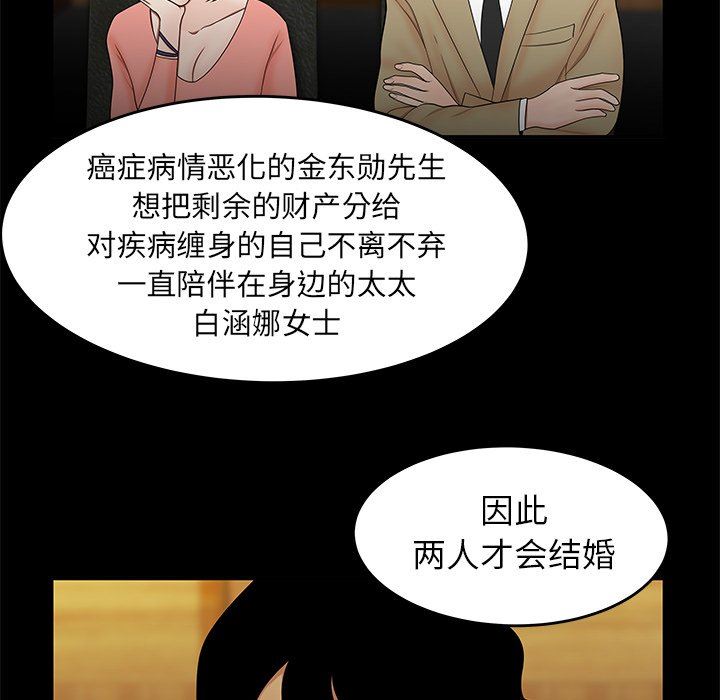 癌症病情恶化的金东勋先生
想把剩余的财产分给
对疾病缠身的自己不离不弃
一直陪伴在身边的太太
白涵娜女士
因此
两人才会结婚